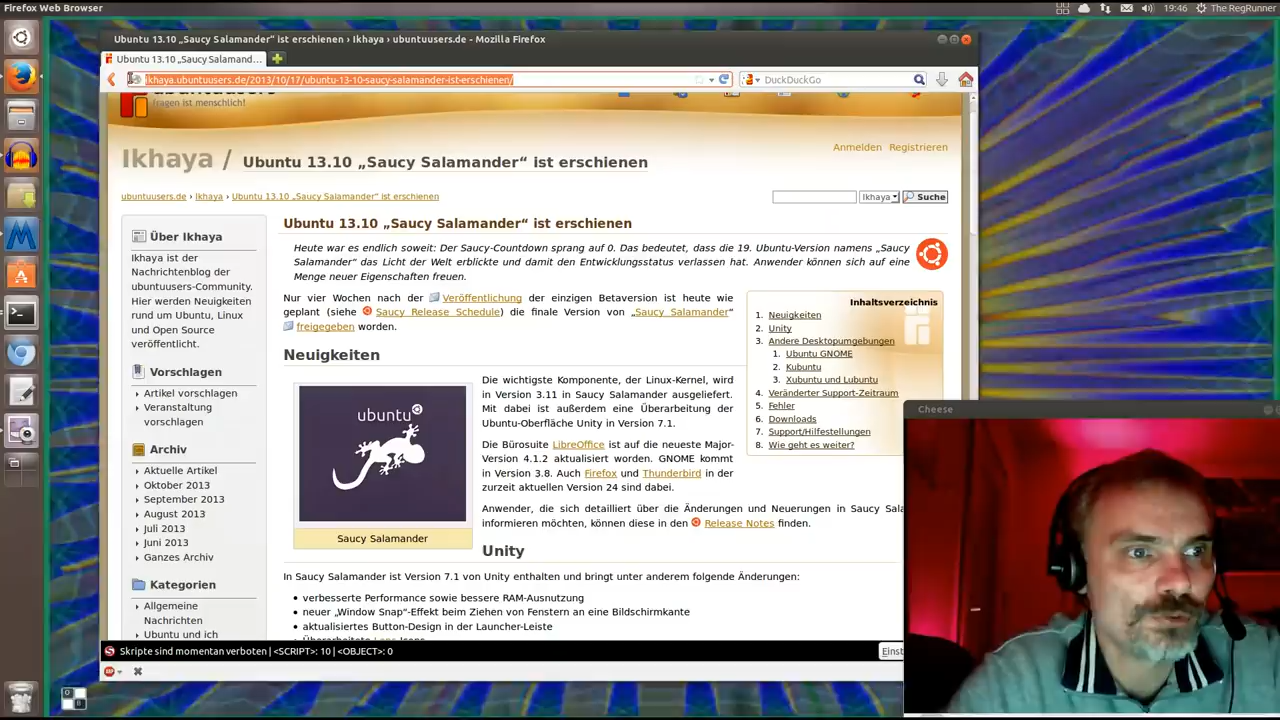 Firefox Web Browser
19:46 The RegRunner
Ubuntu 13.10 „Saucy Salamander“ ist erschienen › Ikhaya › ubuntuusers.de - Mozilla Firefox
Ubuntu 13.10 „Saucy Salamand…
ikhaya.ubuntuusers.de/2013/10/17/ubuntu-13-10-saucy-salamander-ist-erschienen/
DuckDuckGo
fragen ist menschlich!
Ikhaya / Ubuntu 13.10 „Saucy Salamander“ ist erschienen
Anmelden Registrieren
ubuntuusers.de › Ikhaya › Ubuntu 13.10 „Saucy Salamander“ ist erschienen
Ikhaya Suche
Über Ikhaya
Ikhaya ist der
Nachrichtenblog der
ubuntuusers-Community.
Hier werden Neuigkeiten
rund um Ubuntu, Linux
und Open Source
veröffentlicht.
Vorschlagen
Artikel vorschlagen
Veranstaltung
vorschlagen
Archiv
Aktuelle Artikel
Oktober 2013
September 2013
August 2013
Juli 2013
Juni 2013
Ganzes Archiv
Kategorien
Allgemeine
Nachrichten
Ubuntu und ich
Ubuntu 13.10 „Saucy Salamander“ ist erschienen
Heute war es endlich soweit: Der Saucy-Countdown sprang auf 0. Das bedeutet, dass die 19. Ubuntu-Version namens „Saucy
Salamander“ das Licht der Welt erblickte und damit den Entwicklungsstatus verlassen hat. Anwender können sich auf eine
Menge neuer Eigenschaften freuen.
Nur vier Wochen nach der Veröffentlichung der einzigen Betaversion ist heute wie
geplant (siehe Saucy Release Schedule) die finale Version von „Saucy Salamander“
freigegeben worden.
Inhaltsverzeichnis
1. Neuigkeiten
2. Unity
3. Andere Desktopumgebungen
1. Ubuntu GNOME
2. Kubuntu
3. Xubuntu und Lubuntu
4. Veränderter Support-Zeitraum
5. Fehler
6. Downloads
7. Support/Hilfestellungen
8. Wie geht es weiter?
Neuigkeiten
ubuntu
Saucy Salamander
Die wichtigste Komponente, der Linux-Kernel, wird
in Version 3.11 in Saucy Salamander ausgeliefert.
Mit dabei ist außerdem eine Überarbeitung der
Ubuntu-Oberfläche Unity in Version 7.1.
Die Bürosuite LibreOffice ist auf die neueste Major-
Version 4.1.2 aktualisiert worden. GNOME kommt
in Version 3.8. Auch Firefox und Thunderbird in der
zurzeit aktuellen Version 24 sind dabei.
Anwender, die sich detailliert über die Änderungen und Neuerungen in Saucy Sala
informieren möchten, können diese in den Release Notes finden.
Unity
In Saucy Salamander ist Version 7.1 von Unity enthalten und bringt unter anderem folgende Änderungen:
verbesserte Performance sowie bessere RAM-Ausnutzung
neuer „Window Snap“-Effekt beim Ziehen von Fenstern an eine Bildschirmkante
aktualisiertes Button-Design in der Launcher-Leiste
Skripte sind momentan verboten | <SCRIPT>: 10 | <OBJECT>: 0
Einst
Cheese